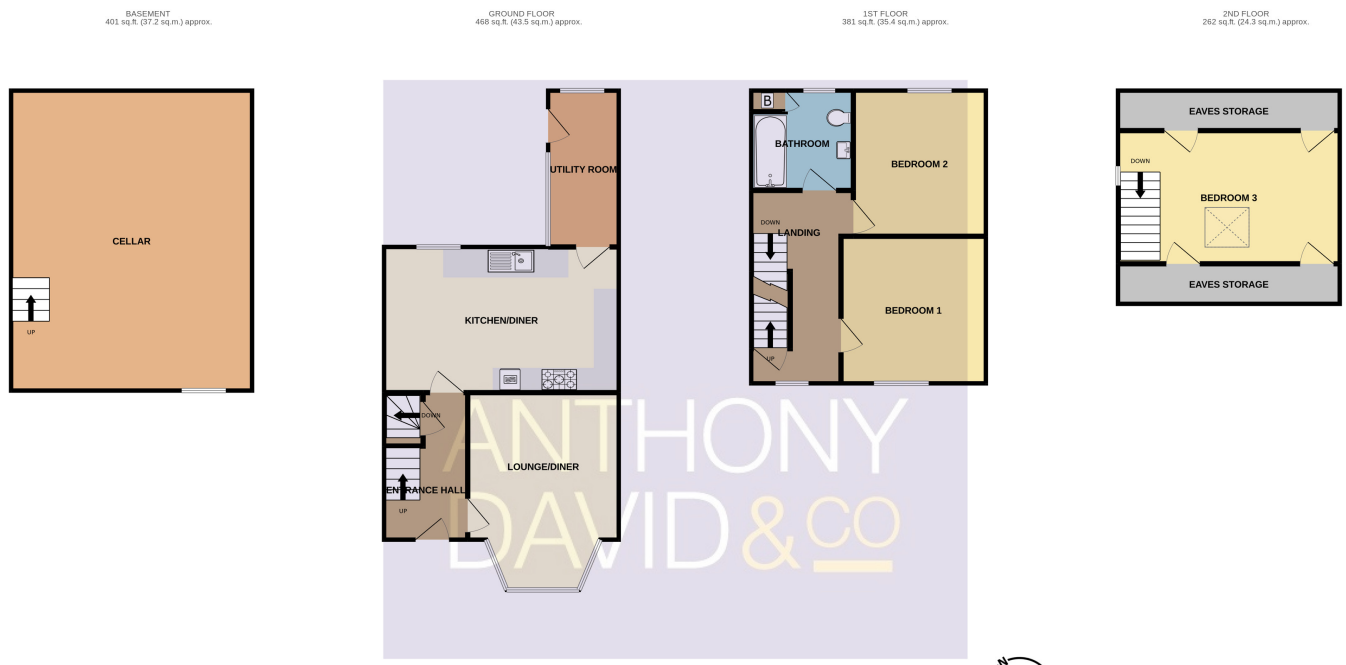 BASEMENT
401 sq.ft. (37.2 sq.m.) approx.
GROUND FLOOR
468 sq.ft. (43.5 sq.m.) approx.
1ST FLOOR
381 sq.ft. (35.4 sq.m.) approx.
2ND FLOOR
262 sq.ft. (24.3 sq.m.) approx.
CELLAR
UP
UTILITY ROOM
KITCHEN/DINER
DOWN
LOUNGE/DINER
ENTRANCE HALL
UP
B
BATHROOM
BEDROOM 2
DOWN
LANDING
BEDROOM 1
UP
EAVES STORAGE
DOWN
BEDROOM 3
EAVES STORAGE
ANTHONY
DAVID & CO
N